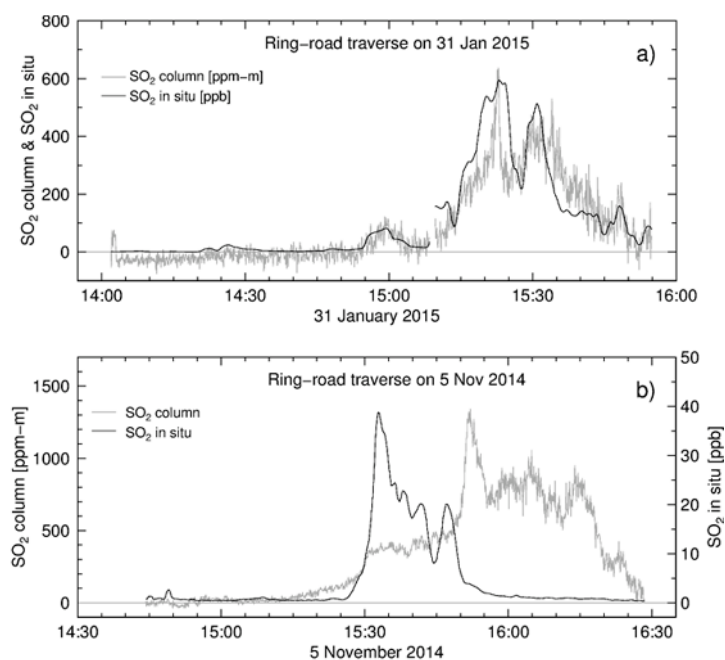 800
Ring-road traverse on 31 Jan 2015
a)
SO2 column [ppm-m]
SO2 in situ [ppb]
600
400
200
0
SO2 column & SO2 in situ
14:00 14:30 15:00 15:30 16:00
31 January 2015
Ring-road traverse on 5 Nov 2014
b)
SO2 column
SO2 in situ
1500
1000
500
0
SO2 column [ppm-m]
50
40
30
20
10
0
SO2 in situ [ppb]
14:30 15:00 15:30 16:00 16:30
5 November 2014